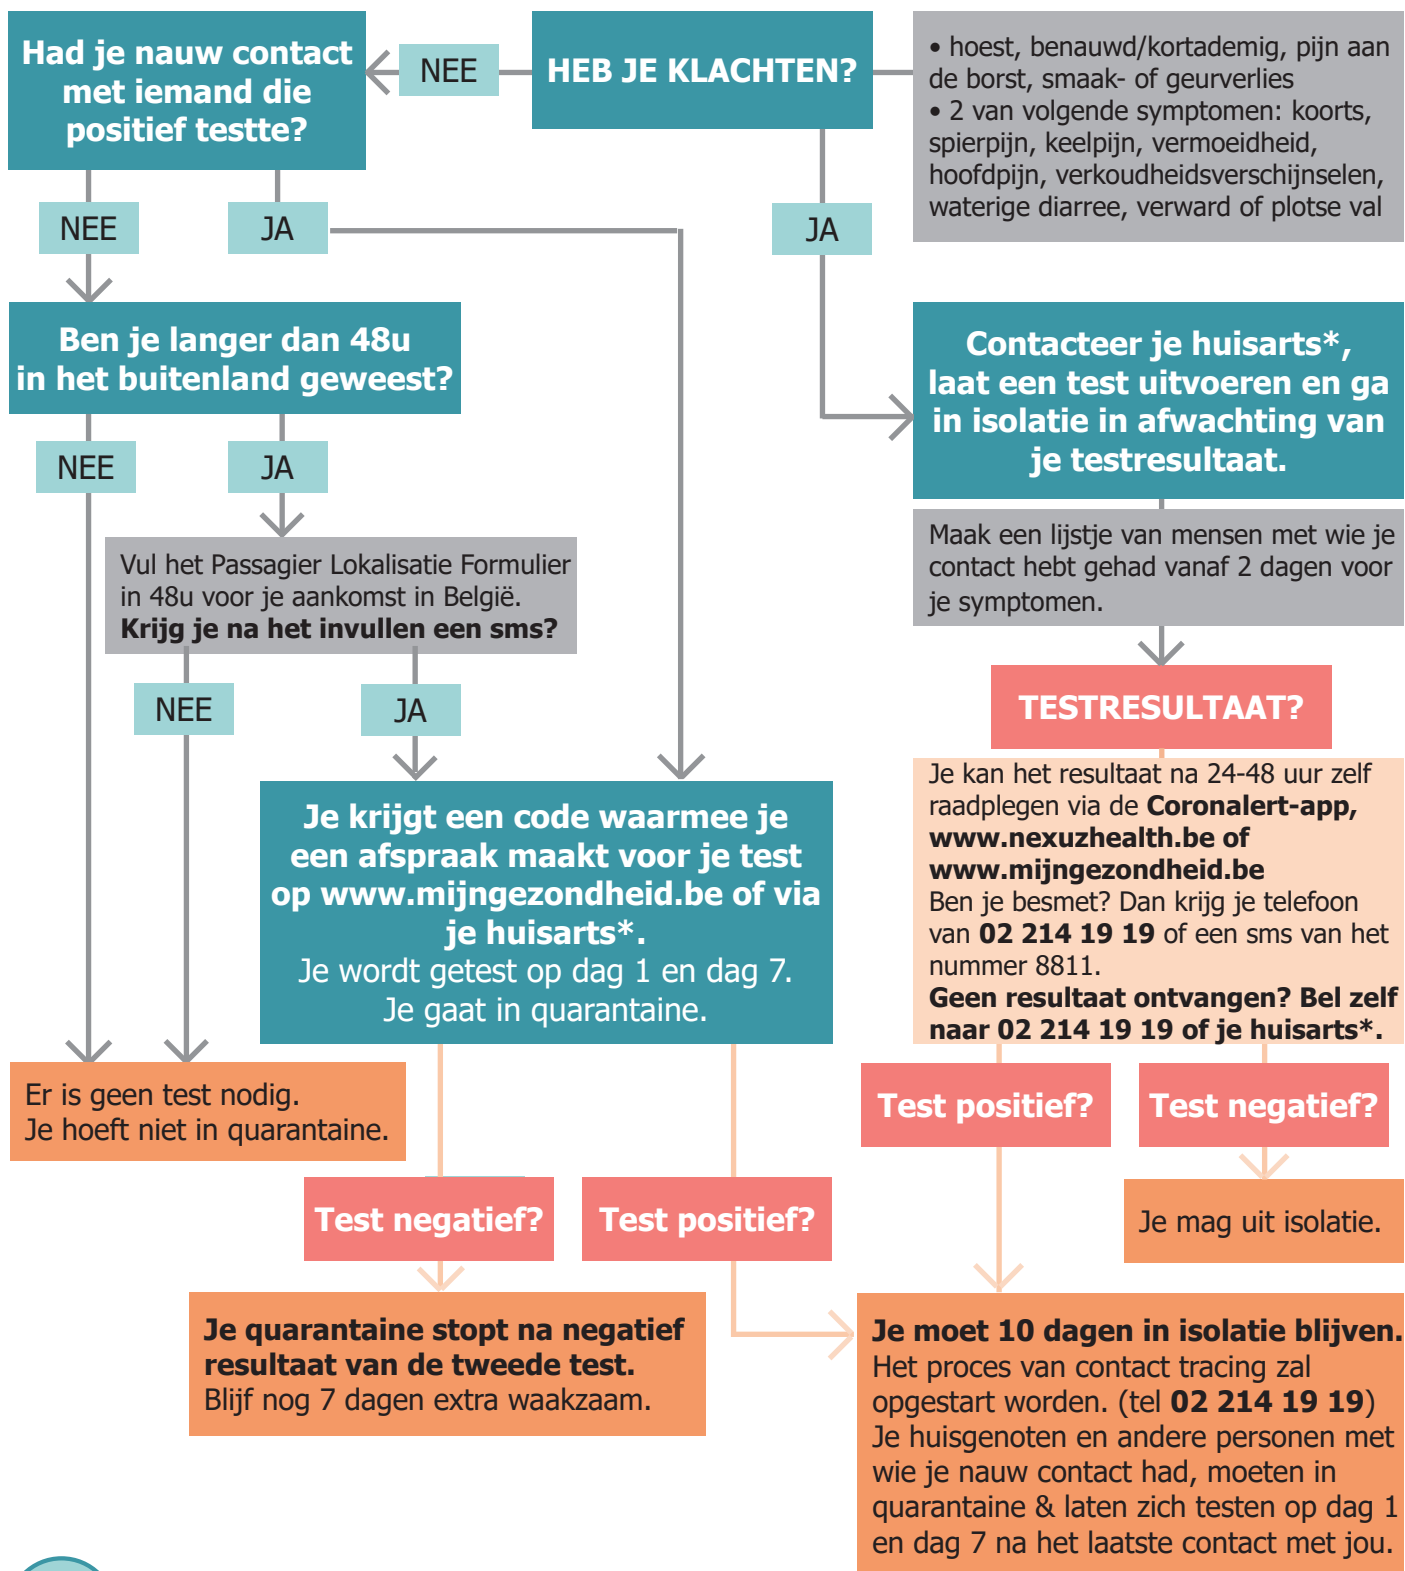 Had je nauw contact
met iemand die
positief testte?
NEE
HEB JE KLACHTEN?
• hoest, benauwd/kortademig, pijn aan
de borst, smaak- of geurverlies
• 2 van volgende symptomen: koorts,
spierpijn, keelpijn, vermoeidheid,
hoofdpijn, verkoudheidsverschijnselen,
waterige diarree, verward of plotse val
NEE
JA
JA
Ben je langer dan 48u
in het buitenland geweest?
Contacteer je huisarts*,
laat een test uitvoeren en ga
in isolatie in afwachting van
je testresultaat.
NEE
JA
Maak een lijstje van mensen met wie je
contact hebt gehad vanaf 2 dagen voor
je symptomen.
Vul het Passagier Lokalisatie Formulier
in 48u voor je aankomst in België.
Krijg je na het invullen een sms?
NEE
JA
TESTRESULTAAT?
Je kan het resultaat na 24-48 uur zelf
raadplegen via de Coronalert-app,
www.nexuzhealth.be of
www.mijngezondheid.be
Ben je besmet? Dan krijg je telefoon
van 02 214 19 19 of een sms van het
nummer 8811.
Geen resultaat ontvangen? Bel zelf
naar 02 214 19 19 of je huisarts*.
Je krijgt een code waarmee je
een afspraak maakt voor je test
op www.mijngezondheid.be of via
je huisarts*.
Je wordt getest op dag 1 en dag 7.
Je gaat in quarantaine.
Er is geen test nodig.
Je hoeft niet in quarantaine.
Test positief?
Test negatief?
Test negatief?
Test positief?
Je mag uit isolatie.
Je quarantaine stopt na negatief
resultaat van de tweede test.
Blijf nog 7 dagen extra waakzaam.
Je moet 10 dagen in isolatie blijven.
Het proces van contact tracing zal
opgestart worden. (tel 02 214 19 19)
Je huisgenoten en andere personen met
wie je nauw contact had, moeten in
quarantaine & laten zich testen op dag 1
en dag 7 na het laatste contact met jou.